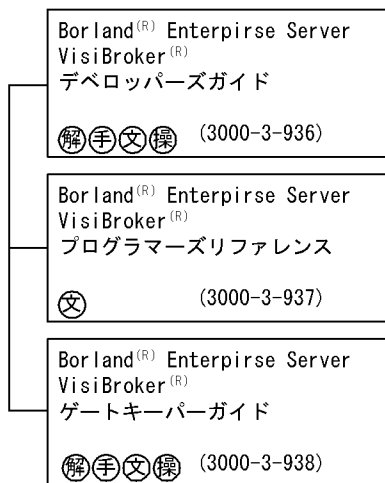 Borland(R) Enterpirse Server
VisiBroker(R)
デベロッパーズガイド
解 手 文 操 (3000-3-936)
Borland(R) Enterpirse Server
VisiBroker(R)
プログラマーズリファレンス
文 (3000-3-937)
Borland(R) Enterpirse Server
VisiBroker(R)
ゲートキーパーガイド
解 手 文 操 (3000-3-938)